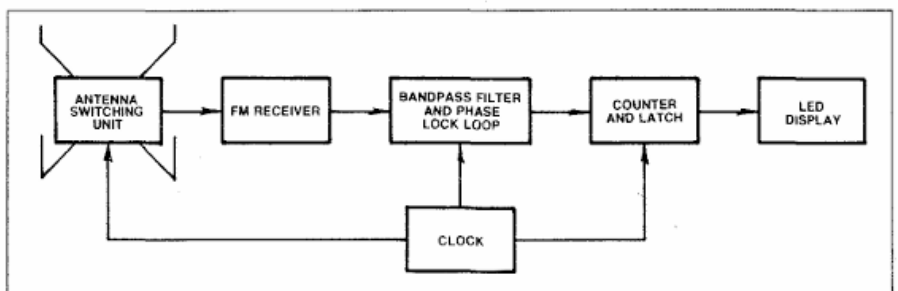 ANTENNA
SWITCHING
UNIT
FM RECEIVER
BANDPASS FILTER
AND PHASE
LOCK LOOP
COUNTER
AND LATCH
LED
DISPLAY
CLOCK